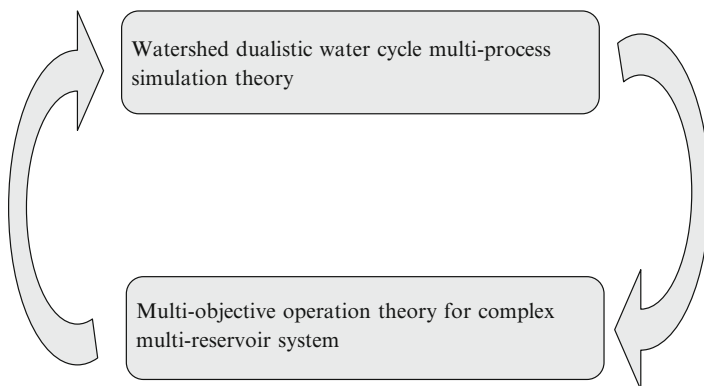 Watershed dualistic water cycle multi-process
simulation theory
Multi-objective operation theory for complex
multi-reservoir system